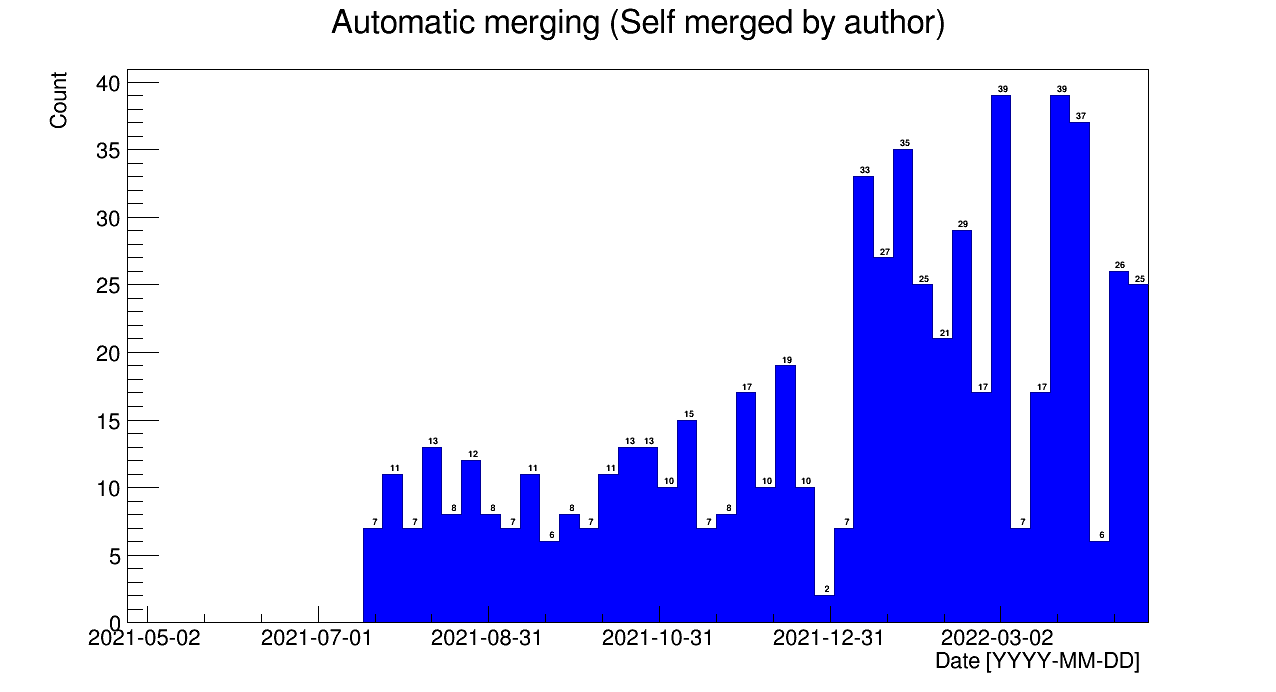 Automatic merging (Self merged by author)
Count
40
35
30
25
20
15
10
5
0
7 11 7 13 8 12 8 7 11 6 8 7 11 13 13 10 15 7 8 17 10 19 10 2 7 33 27 35 25 21 29 17 39 7 17 39 37 6 26 25
2021-05-02 2021-07-01 2021-08-31 2021-10-31 2021-12-31 2022-03-02
Date [YYYY-MM-DD]